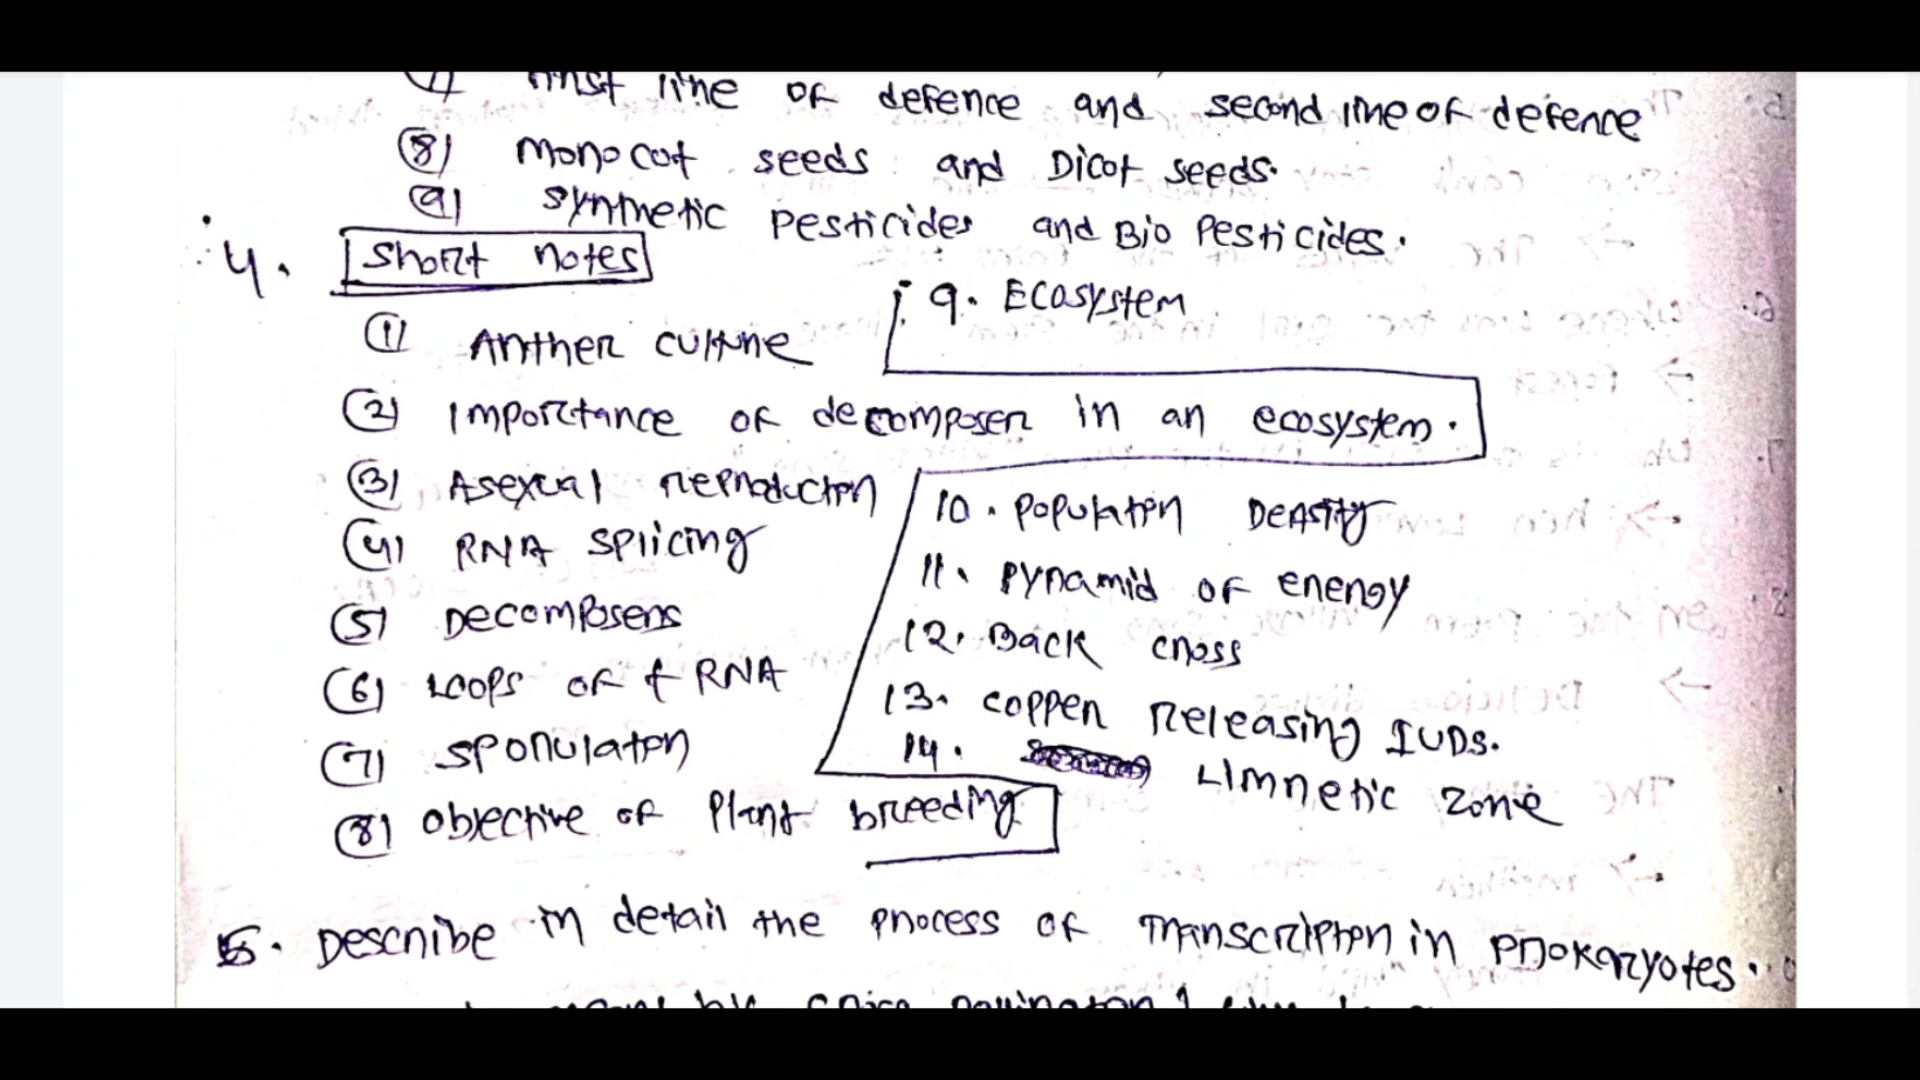 First line of defence and second line of defence
(8) Monocot seeds and Dicot seeds.
(9) Synthetic Pesticides and Bio Pesticides.
4. Short notes
(1) Anther culture
(2) Importance of decomposer in an ecosystem.
(3) Asexual reproduction
(4) RNA splicing
(5) Decomposers
(6) Loops of t RNA
(7) Sporulation
(8) Objective of Plant breeding
9. Ecosystem
10. Population Density
11. Pyramid of energy
12. Back cross
13. Copper Releasing IUDs.
14. Limnetic zone
5. Describe in detail the process of Transcription in Prokaryotes.